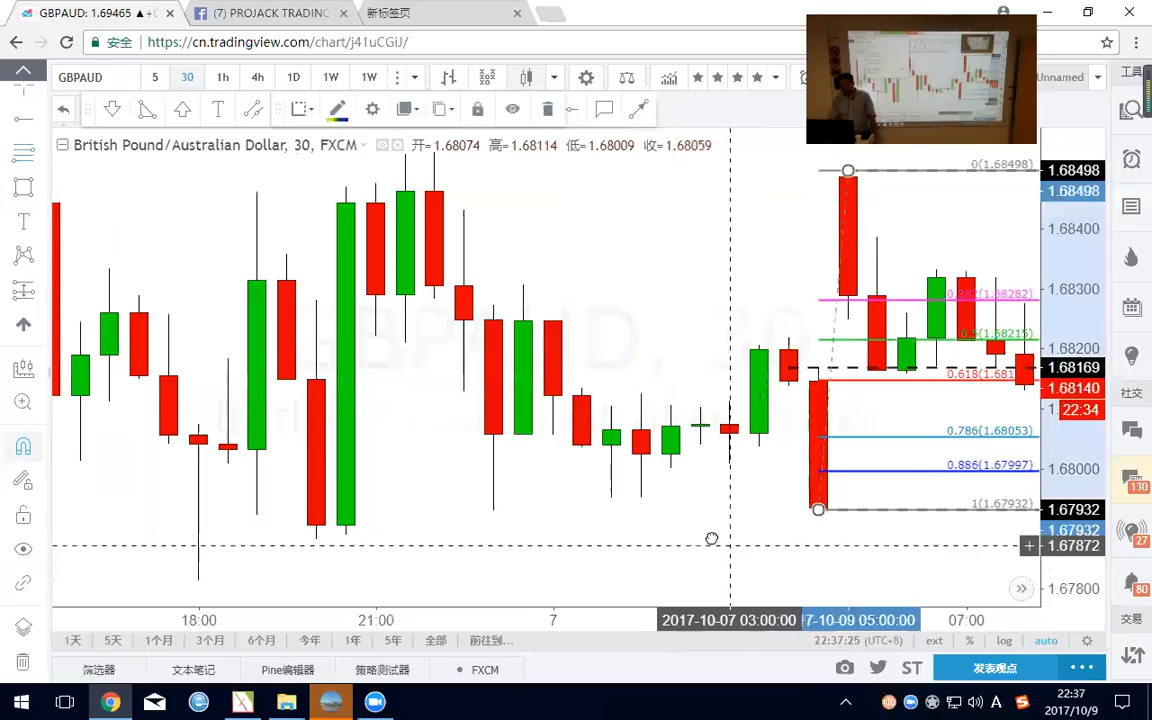 GBPAUD: 1.69465 ▲+0
(7) PROJACK TRADING
新标签页
安全
https://cn.tradingview.com/chart/j41uCGiJ/
GBPAUD
5
30
1h
4h
1D
1W
1W
Unnamed
工具
British Pound/Australian Dollar, 30, FXCM
开=1.68074 高=1.68114 低=1.68009 收=1.68059
GBPAUD, 30
0(1.68498)
1.68498
1.68498
1.68400
1.68300
0.382(1.68282)
0.5(1.68215)
1.68200
1.68169
0.618(1.681
1.68140
22:34
0.786(1.68053)
1.68000
0.886(1.67997)
1(1.67932)
1.67932
1.67932
1.67872
1.67800
社交
130
27
80
交易
18:00
21:00
7
2017-10-07 03:00:00
7-10-09 05:00:00
07:00
1天
5天
1个月
3个月
6个月
今年
1年
5年
全部
前往到...
22:37:25 (UTC+8)
ext
%
log
auto
筛选器
文本笔记
Pine编辑器
策略测试器
FXCM
ST
发表观点
A
22:37
2017/10/9